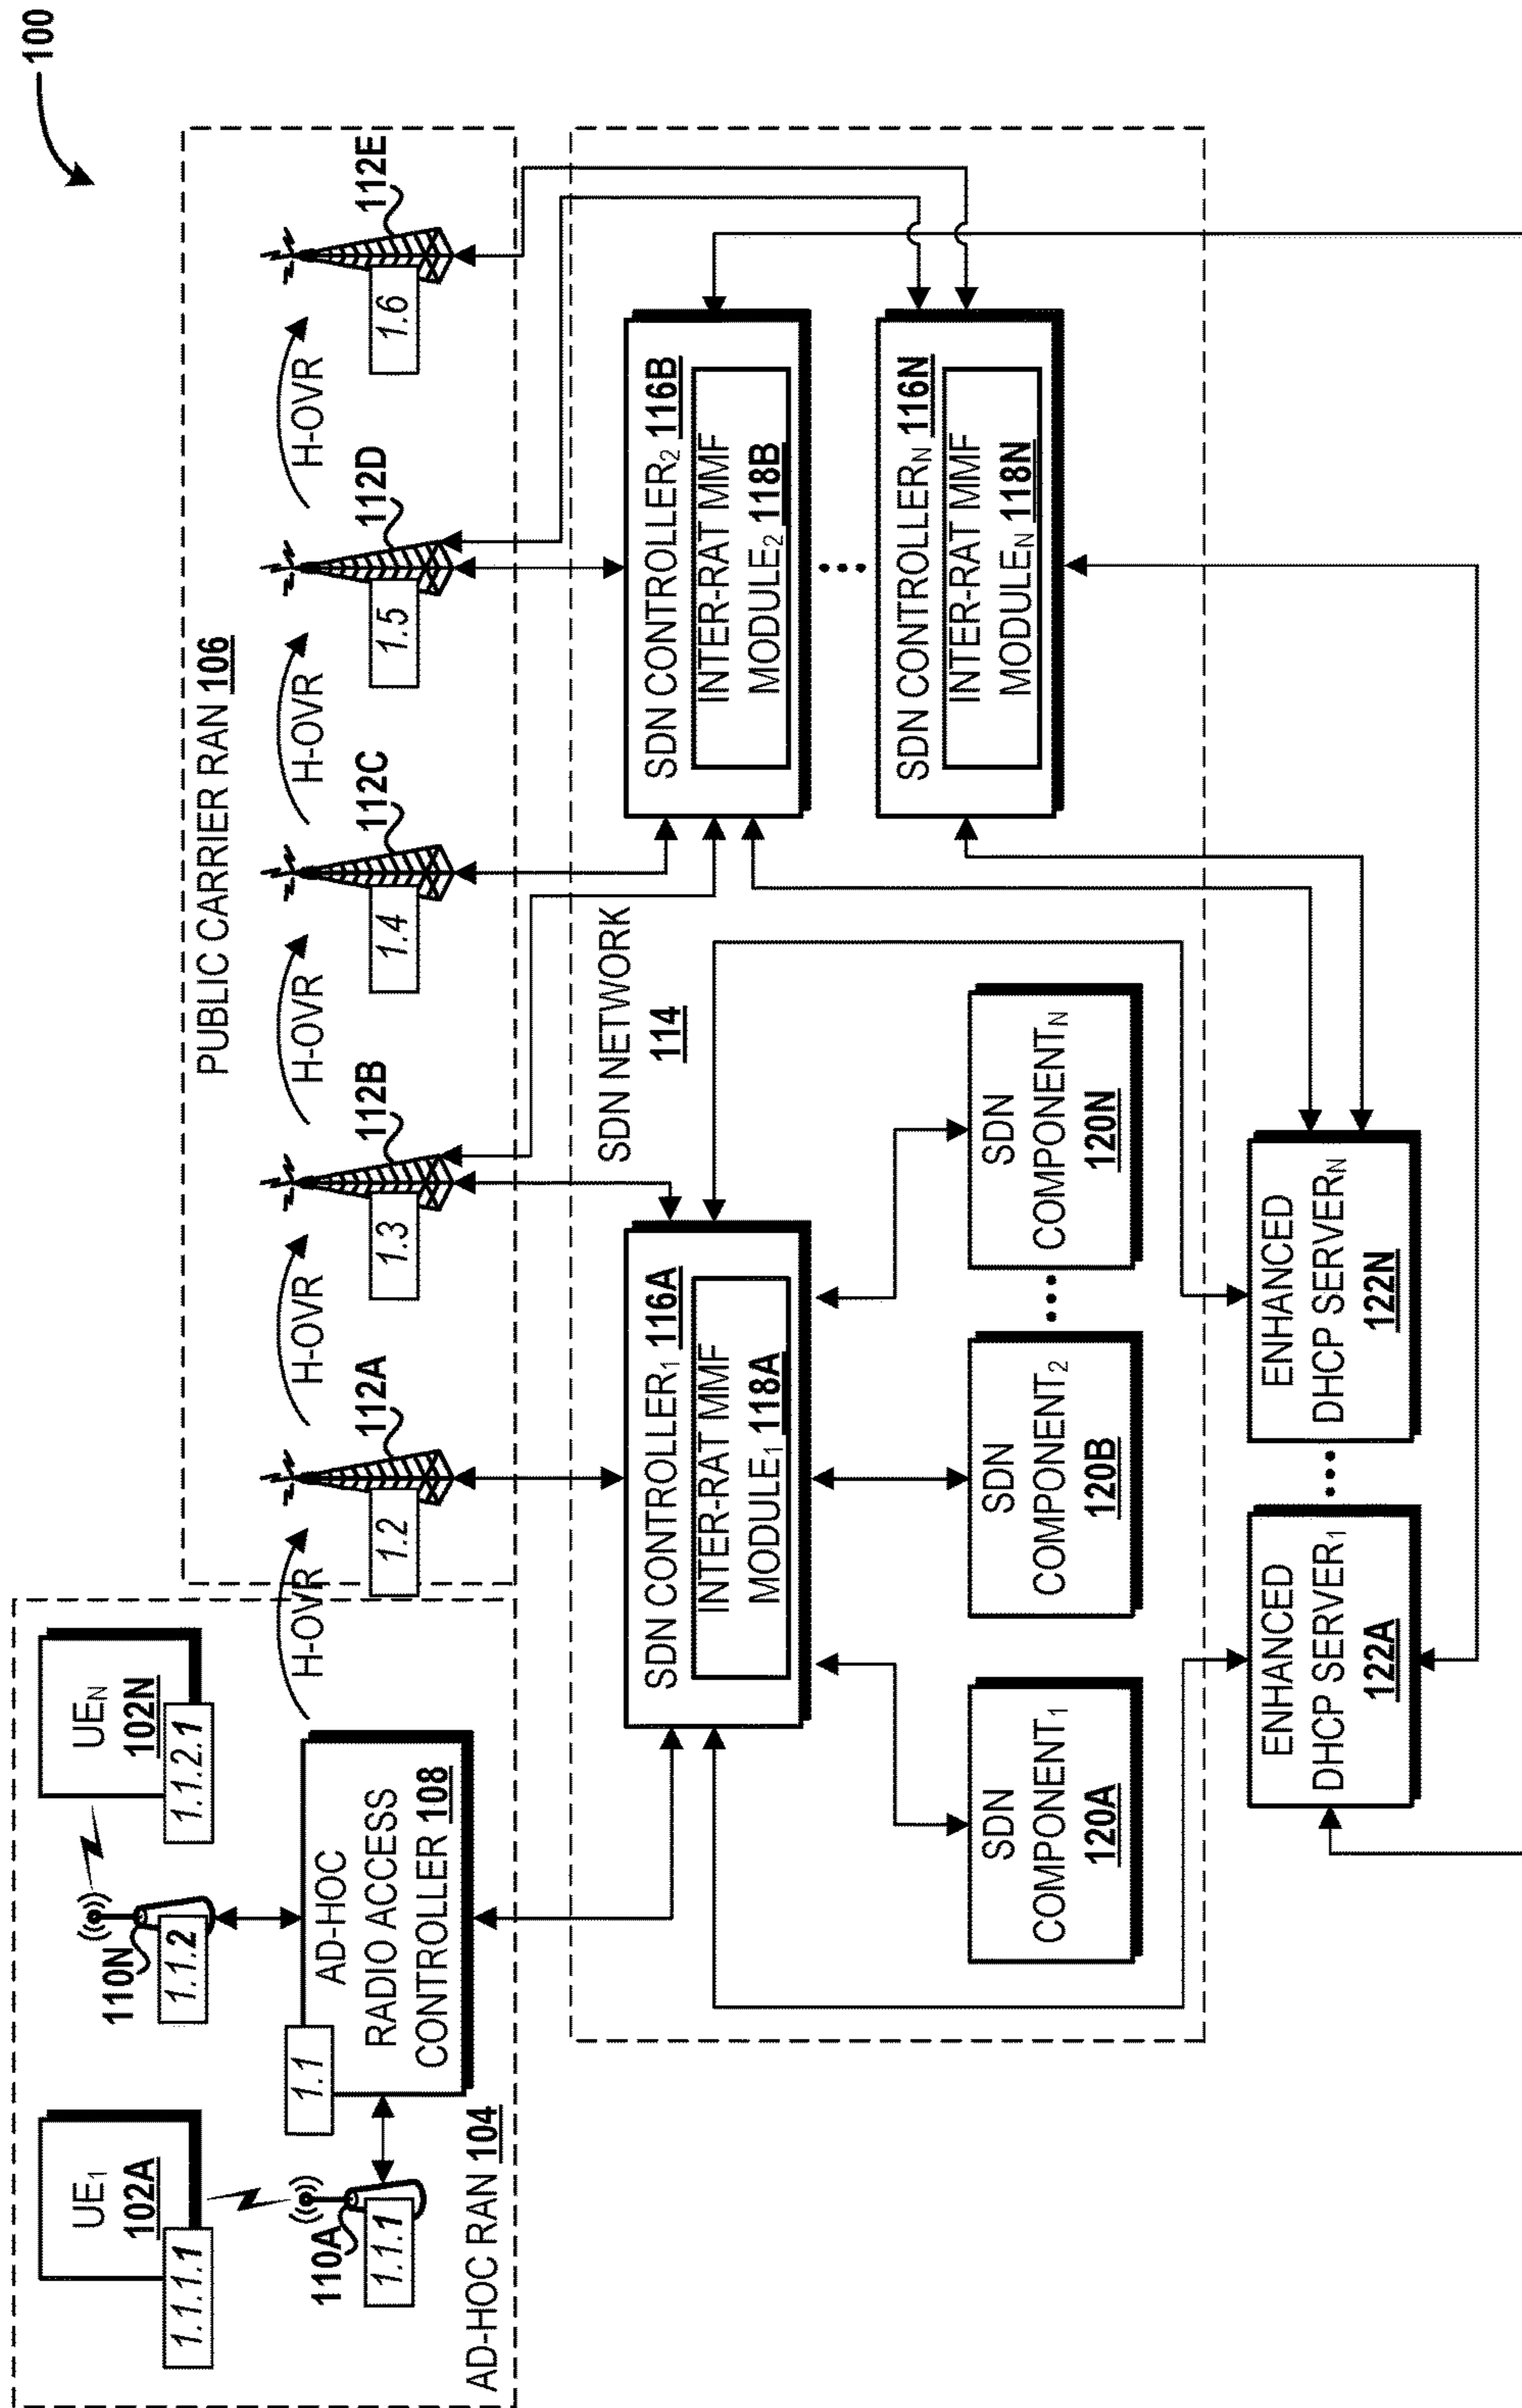 100
UE₁
102A
1.1.1.1
UEN
102N
1.1.2.1
110A
1.1.1
110N
1.1.2
1.1
AD-HOC
RADIO ACCESS
CONTROLLER 108
AD-HOC RAN 104
PUBLIC CARRIER RAN 106
H-OVR
H-OVR
H-OVR
H-OVR
H-OVR
112A
1.2
112B
1.3
112C
1.4
112D
1.5
112E
1.6
SDN NETWORK
114
SDN CONTROLLER₁ 116A
INTER-RAT MMF
MODULE₁ 118A
SDN CONTROLLER₂ 116B
INTER-RAT MMF
MODULE₂ 118B
SDN CONTROLLERN 116N
INTER-RAT MMF
MODULEN 118N
SDN
COMPONENT₁
120A
SDN
COMPONENT₂
120B
SDN
COMPONENTN
120N
ENHANCED
DHCP SERVER₁
122A
ENHANCED
DHCP SERVERN
122N